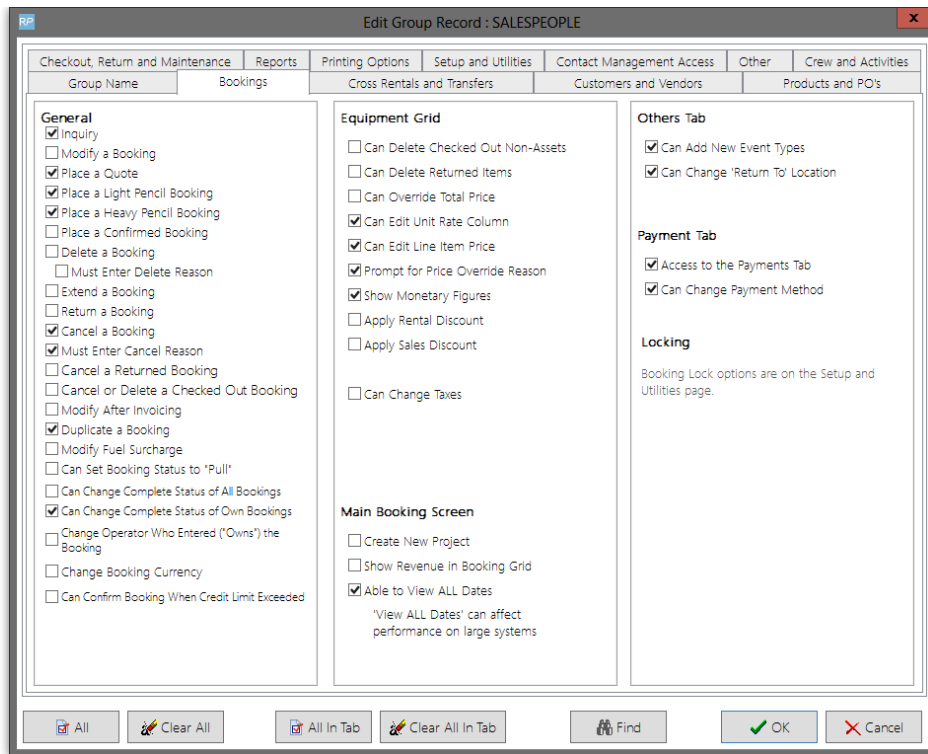 RP
Edit Group Record : SALESPEOPLE
x
Checkout, Return and Maintenance
Reports
Printing Options
Setup and Utilities
Contact Management Access
Other
Crew and Activities
Group Name
Bookings
Cross Rentals and Transfers
Customers and Vendors
Products and PO's
General
Inquiry
Modify a Booking
Place a Quote
Place a Light Pencil Booking
Place a Heavy Pencil Booking
Place a Confirmed Booking
Delete a Booking
Must Enter Delete Reason
Extend a Booking
Return a Booking
Cancel a Booking
Must Enter Cancel Reason
Cancel a Returned Booking
Cancel or Delete a Checked Out Booking
Modify After Invoicing
Duplicate a Booking
Modify Fuel Surcharge
Can Set Booking Status to "Pull"
Can Change Complete Status of All Bookings
Can Change Complete Status of Own Bookings
Change Operator Who Entered ("Owns") the
Booking
Change Booking Currency
Can Confirm Booking When Credit Limit Exceeded
Equipment Grid
Can Delete Checked Out Non-Assets
Can Delete Returned Items
Can Override Total Price
Can Edit Unit Rate Column
Can Edit Line Item Price
Prompt for Price Override Reason
Show Monetary Figures
Apply Rental Discount
Apply Sales Discount
Can Change Taxes
Main Booking Screen
Create New Project
Show Revenue in Booking Grid
Able to View ALL Dates
'View ALL Dates' can affect
performance on large systems
Others Tab
Can Add New Event Types
Can Change 'Return To' Location
Payment Tab
Access to the Payments Tab
Can Change Payment Method
Locking
Booking Lock options are on the Setup and
Utilities page.
All
Clear All
All In Tab
Clear All In Tab
Find
OK
Cancel